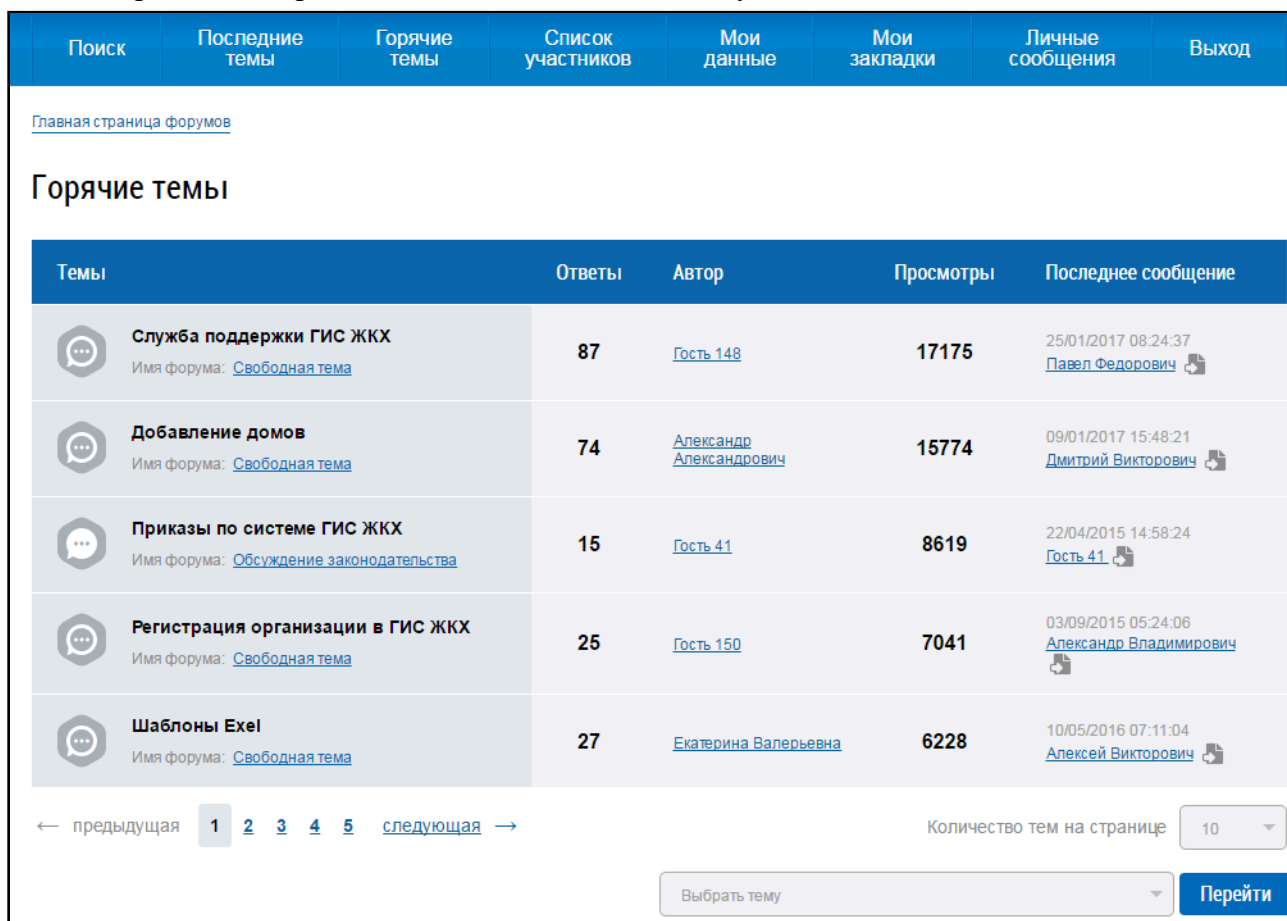 Поиск
Последние темы
Горячие темы
Список участников
Мои данные
Мои закладки
Личные сообщения
Выход
Главная страница форумов
Горячие темы
Темы Ответы Автор Просмотры Последнее сообщение
Служба поддержки ГИС ЖКХ
Имя форума: Свободная тема
87
Гость 148
17175
25/01/2017 08:24:37
Павел Федорович
Добавление домов
Имя форума: Свободная тема
74
Александр
Александрович
15774
09/01/2017 15:48:21
Дмитрий Викторович
Приказы по системе ГИС ЖКХ
Имя форума: Обсуждение законодательства
15
Гость 41
8619
22/04/2015 14:58:24
Гость 41
Регистрация организации в ГИС ЖКХ
Имя форума: Свободная тема
25
Гость 150
7041
03/09/2015 05:24:06
Александр Владимирович
Шаблоны Exel
Имя форума: Свободная тема
27
Екатерина Валерьевна
6228
10/05/2016 07:11:04
Алексей Викторович
← предыдущая 1 2 3 4 5 следующая →
Количество тем на странице 10
Выбрать тему
Перейти